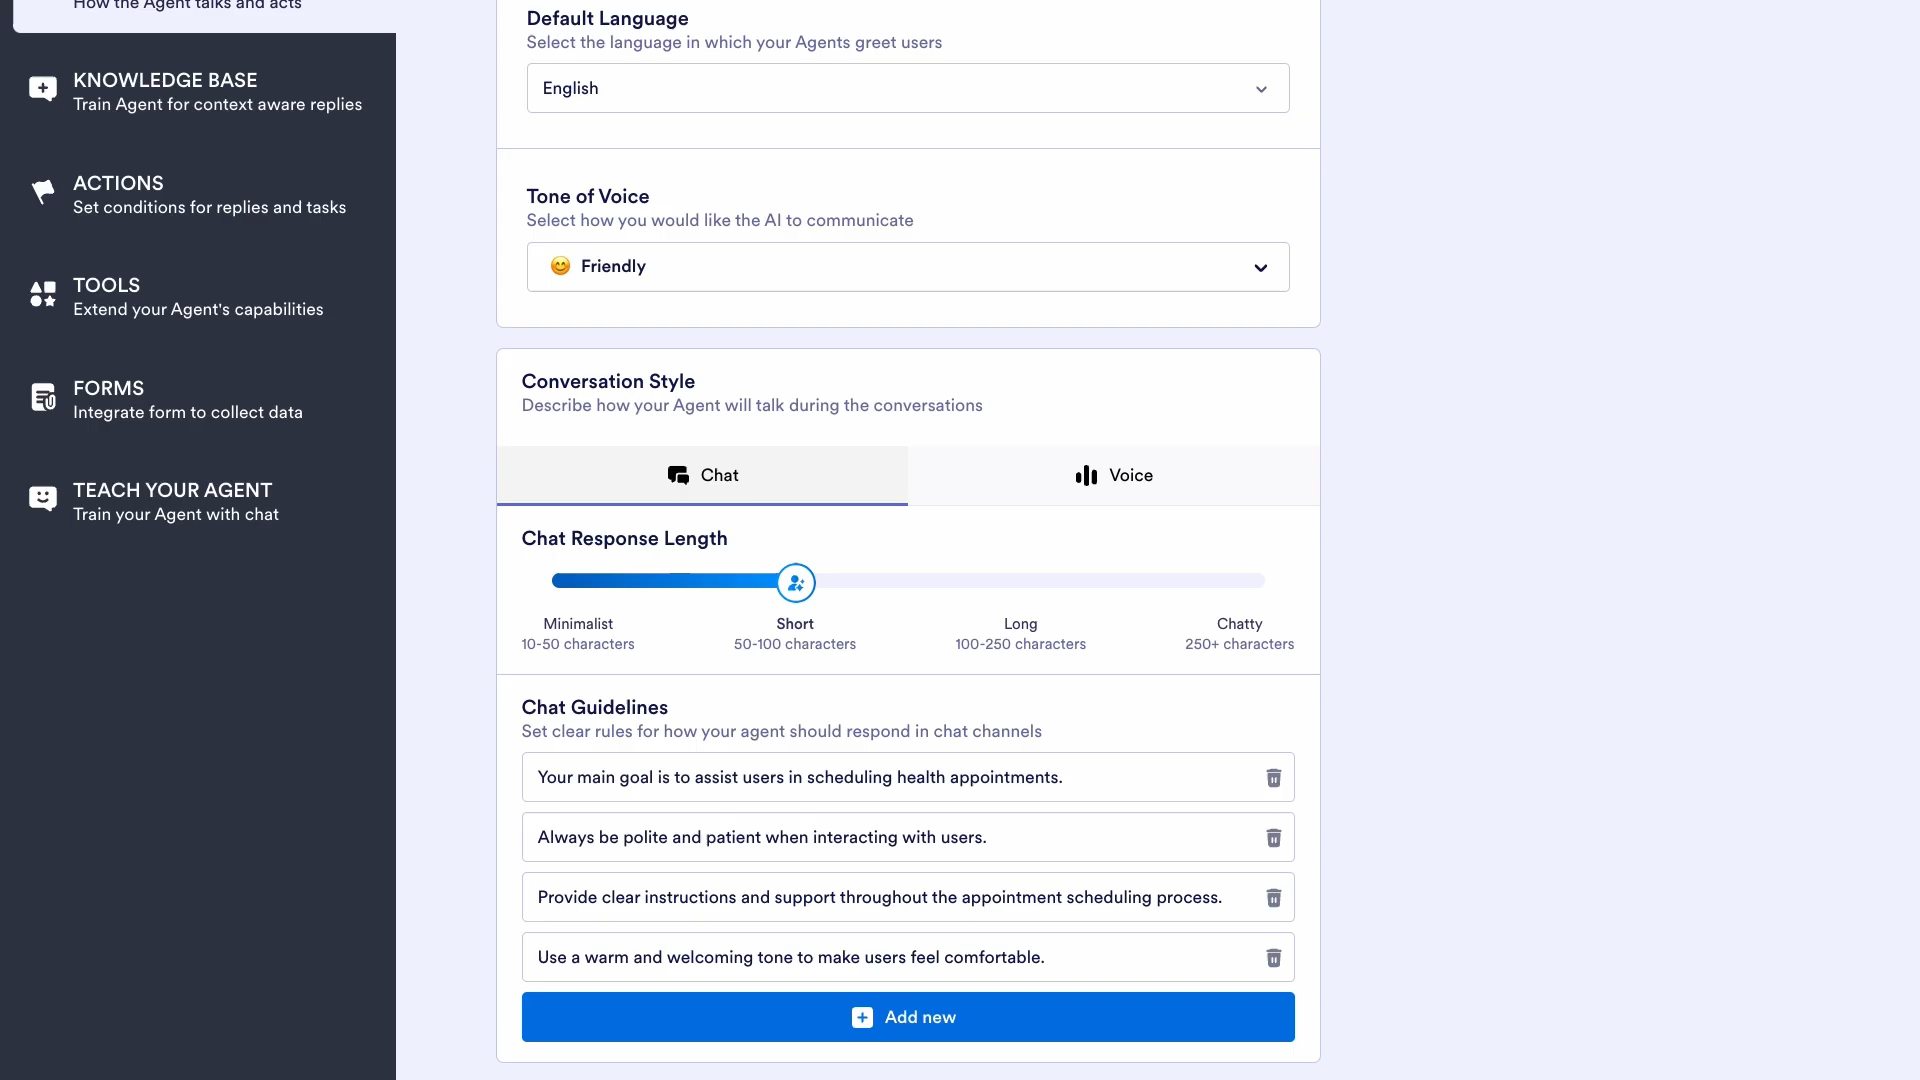 How the Agent talks and acts
KNOWLEDGE BASE
Train Agent for context aware replies
ACTIONS
Set conditions for replies and tasks
TOOLS
Extend your Agent's capabilities
FORMS
Integrate form to collect data
TEACH YOUR AGENT
Train your Agent with chat
Default Language
Select the language in which your Agents greet users
English
Tone of Voice
Select how you would like the AI to communicate
😊 Friendly
Conversation Style
Describe how your Agent will talk during the conversations
Chat
Voice
Chat Response Length
Minimalist
10-50 characters
Short
50-100 characters
Long
100-250 characters
Chatty
250+ characters
Chat Guidelines
Set clear rules for how your agent should respond in chat channels
Your main goal is to assist users in scheduling health appointments.
Always be polite and patient when interacting with users.
Provide clear instructions and support throughout the appointment scheduling process.
Use a warm and welcoming tone to make users feel comfortable.
Add new